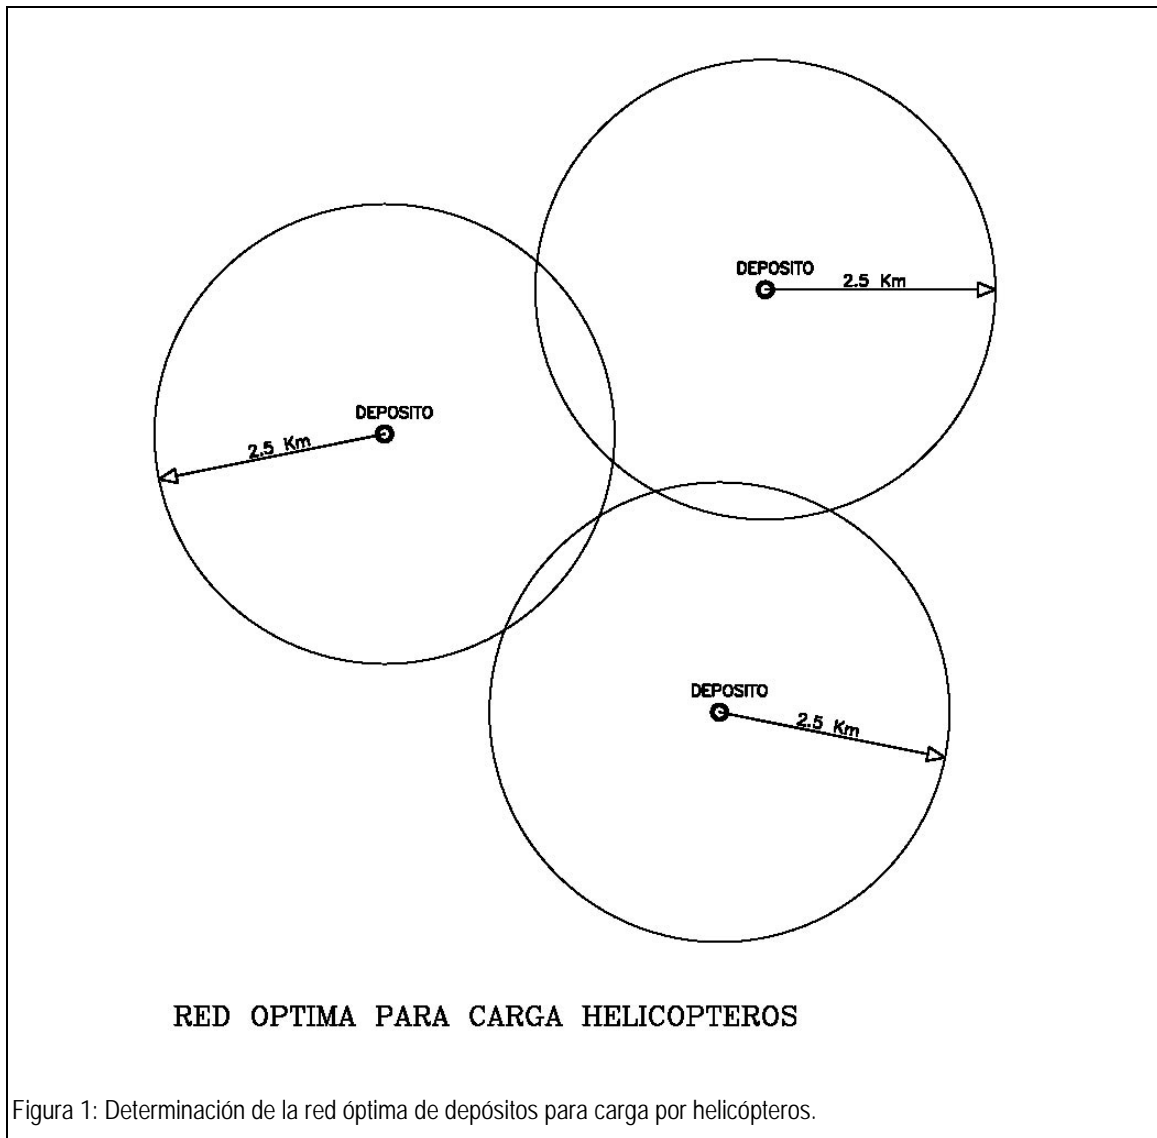 DEPOSITO
2.5 Km
DEPOSITO
2.5 Km
DEPOSITO
2.5 Km
RED OPTIMA PARA CARGA HELICOPTEROS
Figura 1: Determinación de la red óptima de depósitos para carga por helicópteros.